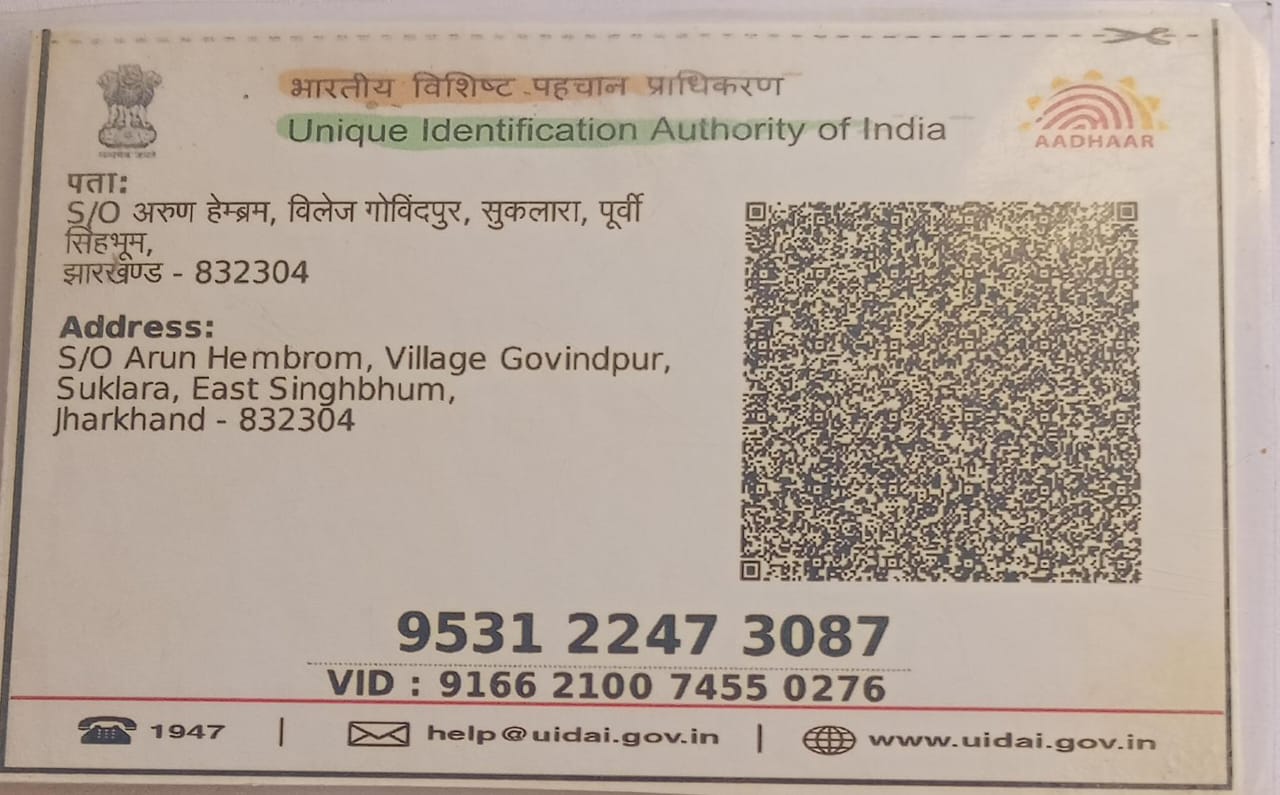 भारतीय विशिष्ट पहचान प्राधिकरण
Unique Identification Authority of India
AADHAAR
पता:
S/O अरुण हेम्ब्रम, विलेज गोविंदपुर, सुकलारा, पूर्वी
सिंहभूम,
झारखण्ड - 832304
Address:
S/O Arun Hembrom, Village Govindpur,
Suklara, East Singhbhum,
Jharkhand - 832304
9531 2247 3087
VID : 9166 2100 7455 0276
1947 | help@uidai.gov.in | www.uidai.gov.in